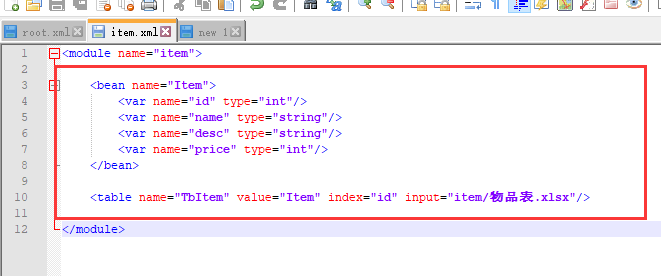 root.xml item.xml new 1
1 <module name="item">
2
3 <bean name="Item">
4 <var name="id" type="int"/>
5 <var name="name" type="string"/>
6 <var name="desc" type="string"/>
7 <var name="price" type="int"/>
8 </bean>
9
10 <table name="TbItem" value="Item" index="id" input="item/物品表.xlsx"/>
11
12 </module>